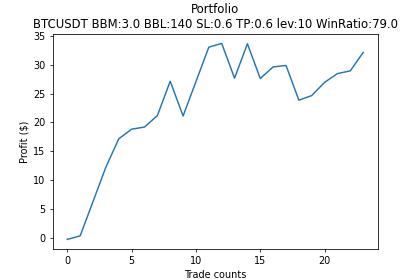 Portfolio
BTCUSDT BBM:3.0 BBL:140 SL:0.6 TP:0.6 lev:10 WinRatio:79.0
35
30
25
20
15
10
5
0
Profit ($)
0 5 10 15 20
Trade counts